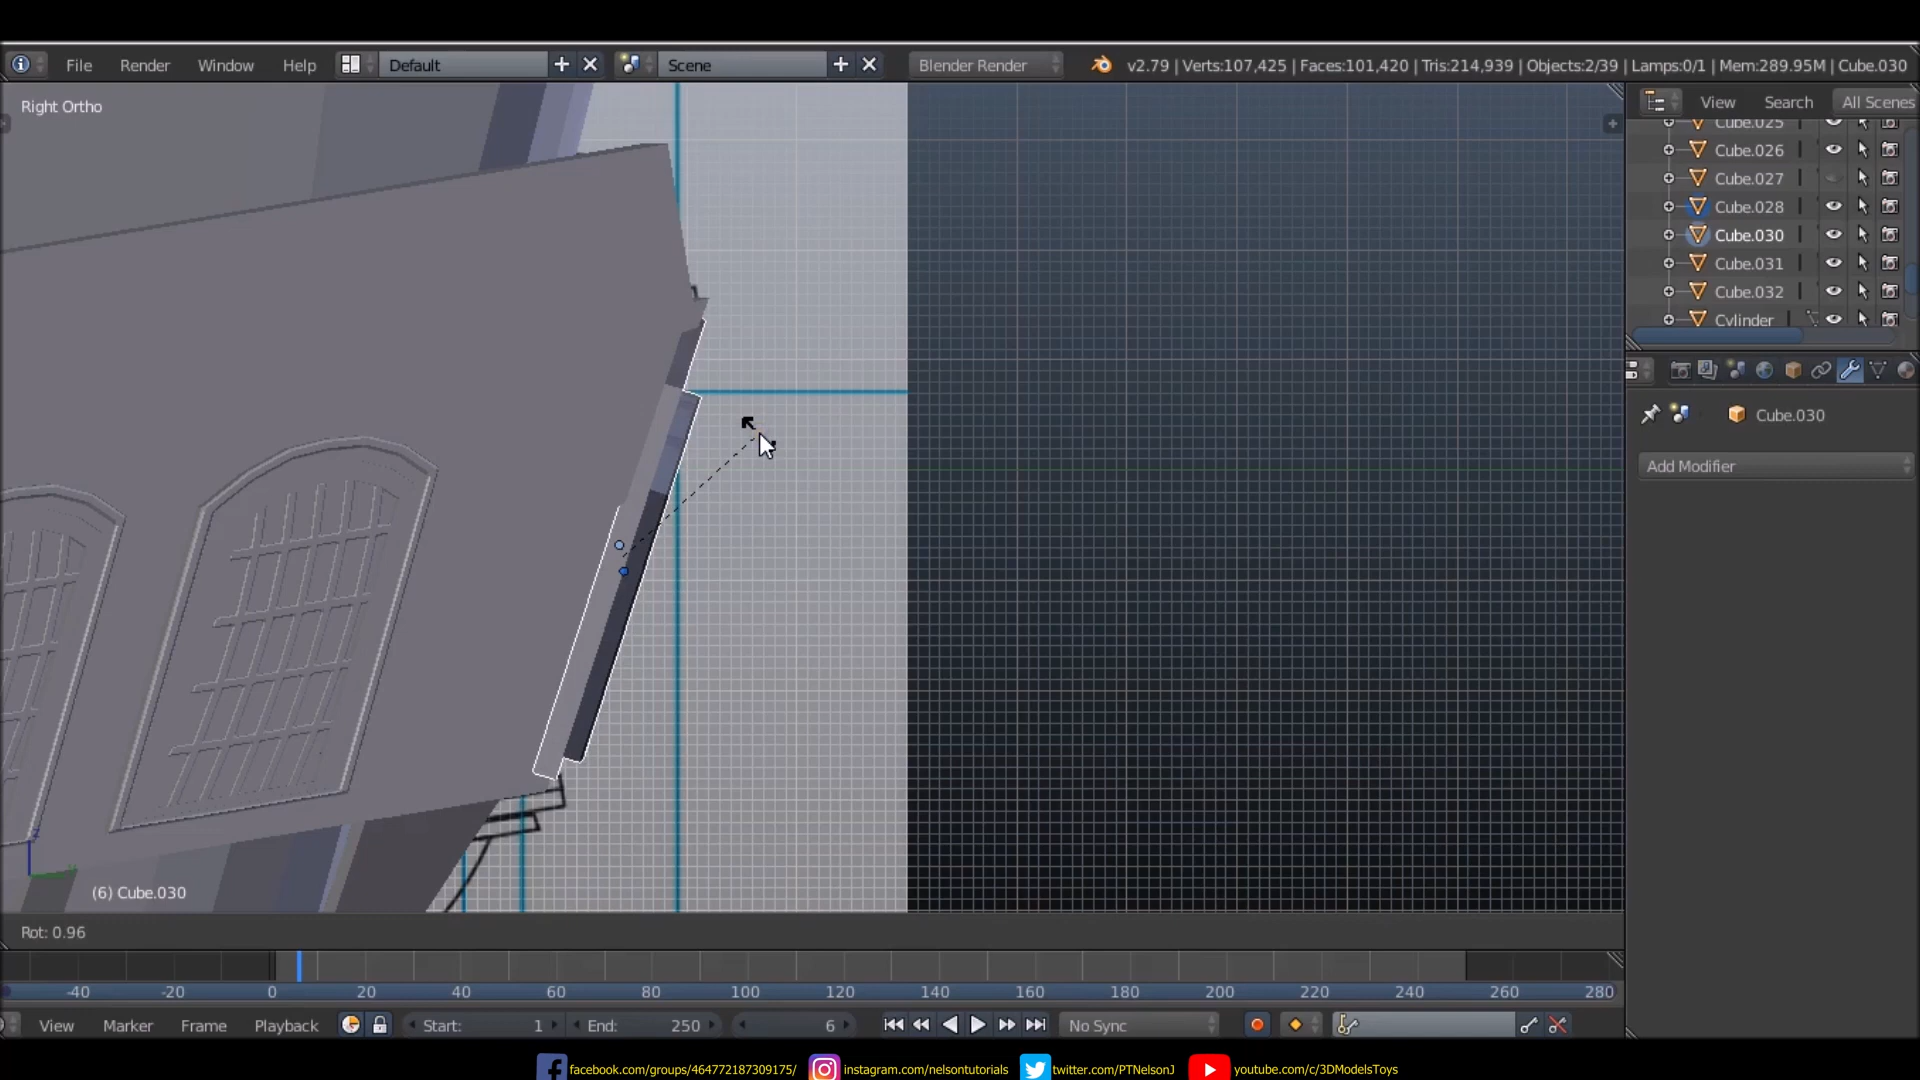 File Render Window Help Default Scene Blender Render v2.79 | Verts:107,425 | Faces:101,420 | Tris:214,939 | Objects:2/39 | Lamps:0/1 | Mem:289.95M | Cube.030
Right Ortho
View Search All Scenes
Cube.025
Cube.026
Cube.027
Cube.028
Cube.030
Cube.031
Cube.032
Cylinder
Cube.030
Add Modifier
(6) Cube.030
Rot: 0.96
-40 -20 0 20 40 60 80 100 120 140 160 180 200 220 240 260 280
View Marker Frame Playback Start: 1 End: 250 6 No Sync
facebook.com/groups/464772187309175/ instagram.com/nelsontutorials twitter.com/PTNelsonJ youtube.com/c/3DModelsToys